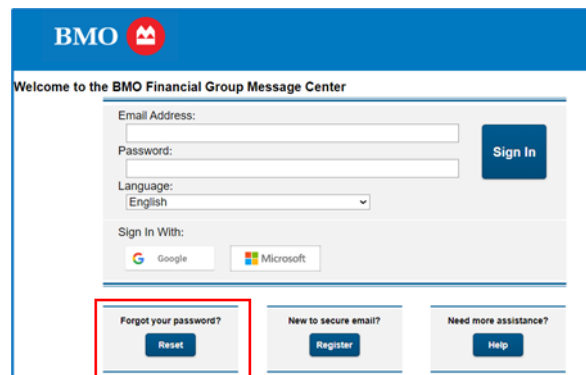 BMO
Welcome to the BMO Financial Group Message Center
Email Address:
Password:
Sign In
Language:
English
Sign In With:
Google Microsoft
Forgot your password? New to secure email? Need more assistance?
Reset Register Help